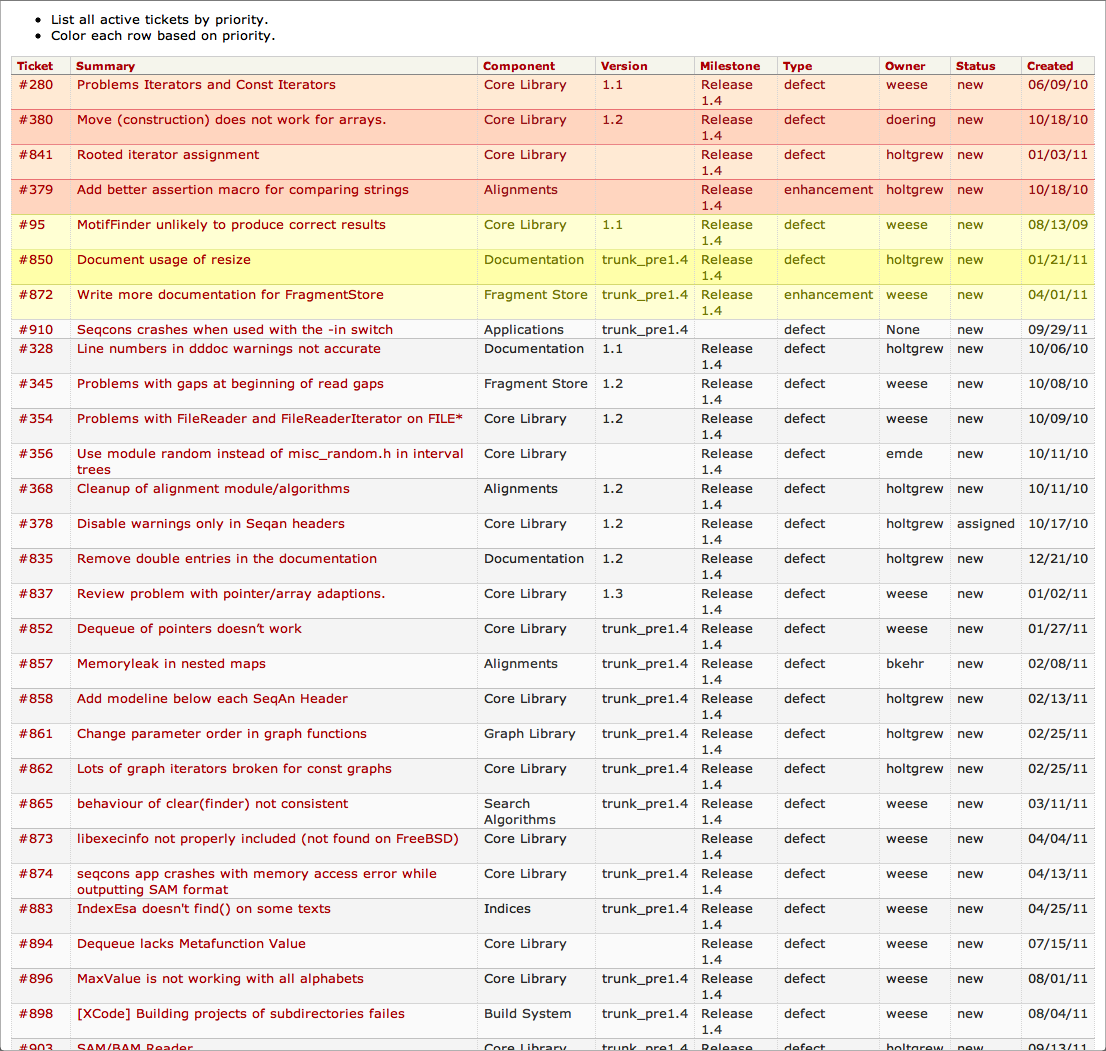 List all active tickets by priority.
Color each row based on priority.
Ticket Summary Component Version Milestone Type Owner Status Created
#280 Problems Iterators and Const Iterators Core Library 1.1 Release defect weese new 06/09/10
1.4
#380 Move (construction) does not work for arrays. Core Library 1.2 Release defect doering new 10/18/10
1.4
#841 Rooted iterator assignment Core Library Release defect holtgrew new 01/03/11
1.4
#379 Add better assertion macro for comparing strings Alignments Release enhancement holtgrew new 10/18/10
1.4
#95 MotifFinder unlikely to produce correct results Core Library 1.1 Release defect weese new 08/13/09
1.4
#850 Document usage of resize Documentation trunk_pre1.4 Release defect holtgrew new 01/21/11
1.4
#872 Write more documentation for FragmentStore Fragment Store trunk_pre1.4 Release enhancement weese new 04/01/11
1.4
#910 Seqcons crashes when used with the -in switch Applications trunk_pre1.4 defect None new 09/29/11
#328 Line numbers in dddoc warnings not accurate Documentation 1.1 Release defect holtgrew new 10/06/10
1.4
#345 Problems with gaps at beginning of read gaps Fragment Store 1.2 Release defect weese new 10/08/10
1.4
#354 Problems with FileReader and FileReaderIterator on FILE* Core Library 1.2 Release defect weese new 10/09/10
1.4
#356 Use module random instead of misc_random.h in interval Core Library Release defect emde new 10/11/10
trees 1.4
#368 Cleanup of alignment module/algorithms Alignments 1.2 Release defect holtgrew new 10/11/10
1.4
#378 Disable warnings only in Seqan headers Core Library 1.2 Release defect holtgrew assigned 10/17/10
1.4
#835 Remove double entries in the documentation Documentation 1.2 Release defect holtgrew new 12/21/10
1.4
#837 Review problem with pointer/array adaptions. Core Library 1.3 Release defect weese new 01/02/11
1.4
#852 Dequeue of pointers doesn’t work Core Library trunk_pre1.4 Release defect weese new 01/27/11
1.4
#857 Memoryleak in nested maps Alignments trunk_pre1.4 Release defect bkehr new 02/08/11
1.4
#858 Add modeline below each SeqAn Header Core Library trunk_pre1.4 Release defect holtgrew new 02/13/11
1.4
#861 Change parameter order in graph functions Graph Library trunk_pre1.4 Release defect holtgrew new 02/25/11
1.4
#862 Lots of graph iterators broken for const graphs Core Library trunk_pre1.4 Release defect holtgrew new 02/25/11
1.4
#865 behaviour of clear(finder) not consistent Search trunk_pre1.4 Release defect weese new 03/11/11
Algorithms 1.4
#873 libexecinfo not properly included (not found on FreeBSD) Core Library Release defect weese new 04/04/11
1.4
#874 seqcons app crashes with memory access error while Core Library trunk_pre1.4 Release defect weese new 04/13/11
outputting SAM format 1.4
#883 IndexEsa doesn't find() on some texts Indices trunk_pre1.4 Release defect weese new 04/25/11
1.4
#894 Dequeue lacks Metafunction Value Core Library Release defect weese new 07/15/11
1.4
#896 MaxValue is not working with all alphabets Core Library trunk_pre1.4 Release defect weese new 08/01/11
1.4
#898 [XCode] Building projects of subdirectories failes Build System trunk_pre1.4 Release defect weese new 08/04/11
1.4
#903 SAM/BAM Reader Core Library trunk_pre1.4 Release defect holtgrew new 09/13/11